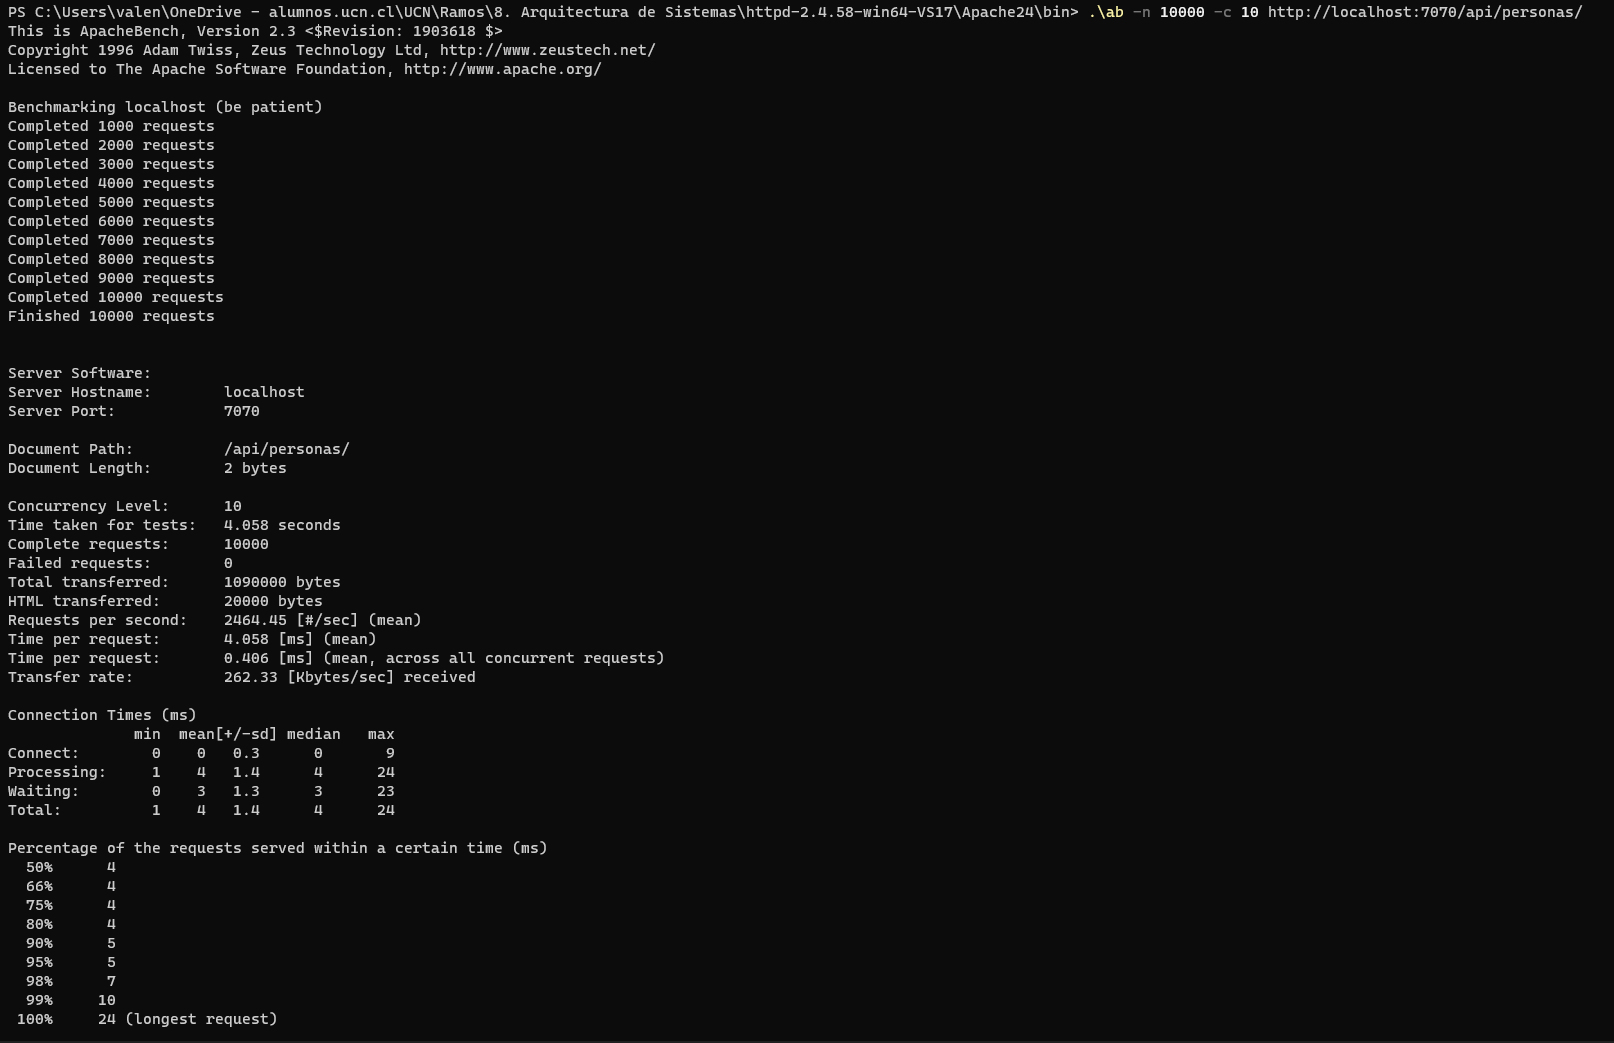 PS C:\Users\valen\OneDrive - alumnos.ucn.cl\UCN\Ramos\8. Arquitectura de Sistemas\httpd-2.4.58-win64-VS17\Apache24\bin> .\ab -n 10000 -c 10 http://localhost:7070/api/personas/
This is ApacheBench, Version 2.3 <$Revision: 1903618 $>
Copyright 1996 Adam Twiss, Zeus Technology Ltd, http://www.zeustech.net/
Licensed to The Apache Software Foundation, http://www.apache.org/

Benchmarking localhost (be patient)
Completed 1000 requests
Completed 2000 requests
Completed 3000 requests
Completed 4000 requests
Completed 5000 requests
Completed 6000 requests
Completed 7000 requests
Completed 8000 requests
Completed 9000 requests
Completed 10000 requests
Finished 10000 requests


Server Software:
Server Hostname:        localhost
Server Port:            7070

Document Path:          /api/personas/
Document Length:        2 bytes

Concurrency Level:      10
Time taken for tests:   4.058 seconds
Complete requests:      10000
Failed requests:        0
Total transferred:      1090000 bytes
HTML transferred:       20000 bytes
Requests per second:    2464.45 [#/sec] (mean)
Time per request:       4.058 [ms] (mean)
Time per request:       0.406 [ms] (mean, across all concurrent requests)
Transfer rate:          262.33 [Kbytes/sec] received

Connection Times (ms)
              min  mean[+/-sd] median   max
Connect:        0    0   0.3      0       9
Processing:     1    4   1.4      4      24
Waiting:        0    3   1.3      3      23
Total:          1    4   1.4      4      24

Percentage of the requests served within a certain time (ms)
  50%      4
  66%      4
  75%      4
  80%      4
  90%      5
  95%      5
  98%      7
  99%     10
 100%     24 (longest request)